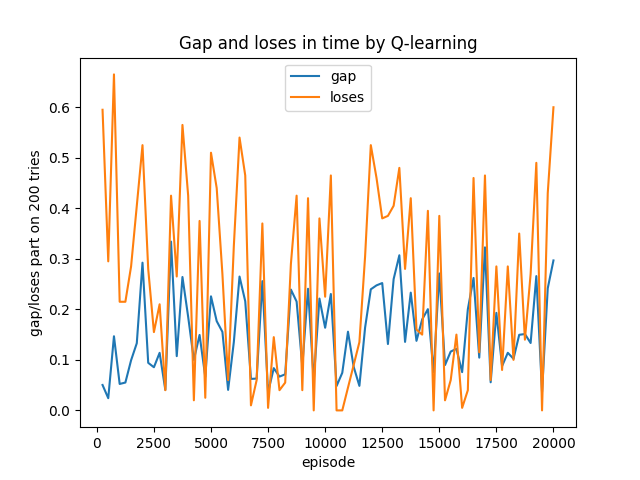 Gap and loses in time by Q-learning
gap
loses
gap/loses part on 200 tries
0.6
0.5
0.4
0.3
0.2
0.1
0.0
0 2500 5000 7500 10000 12500 15000 17500 20000
episode